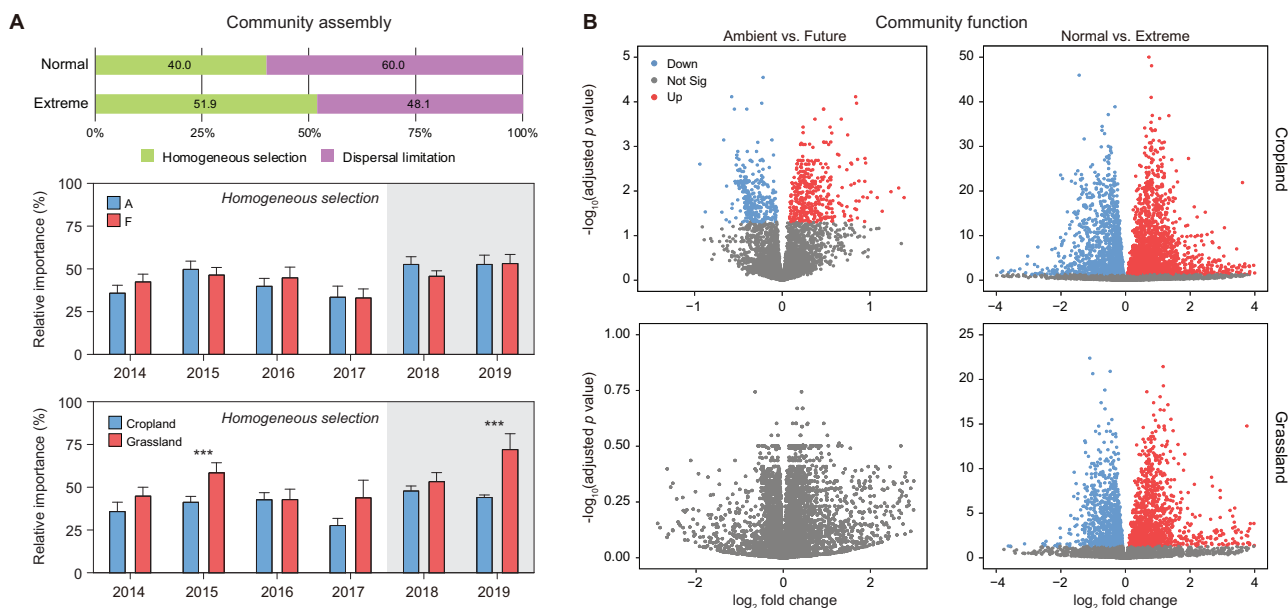 A
Community assembly
Normal
40.0
60.0
Extreme
51.9
48.1
0%
25%
50%
75%
100%
Homogeneous selection
Dispersal limitation
Relative importance (%)
100
75
50
25
0
Homogeneous selection
A
F
2014
2015
2016
2017
2018
2019
Relative importance (%)
100
75
50
25
0
Homogeneous selection
Cropland
Grassland
***
***
2014
2015
2016
2017
2018
2019
B
Community function
Ambient vs. Future
Normal vs. Extreme
-log10(adjusted p value)
5
4
3
2
1
0
Down
Not Sig
Up
−1
0
1
50
40
30
20
10
0
−4
−2
0
2
4
Cropland
-log10(adjusted p value)
1.00
0.75
0.50
0.25
0.00
−2
0
2
log2 fold change
25
20
15
10
5
0
−4
−2
0
2
4
log2 fold change
Grassland